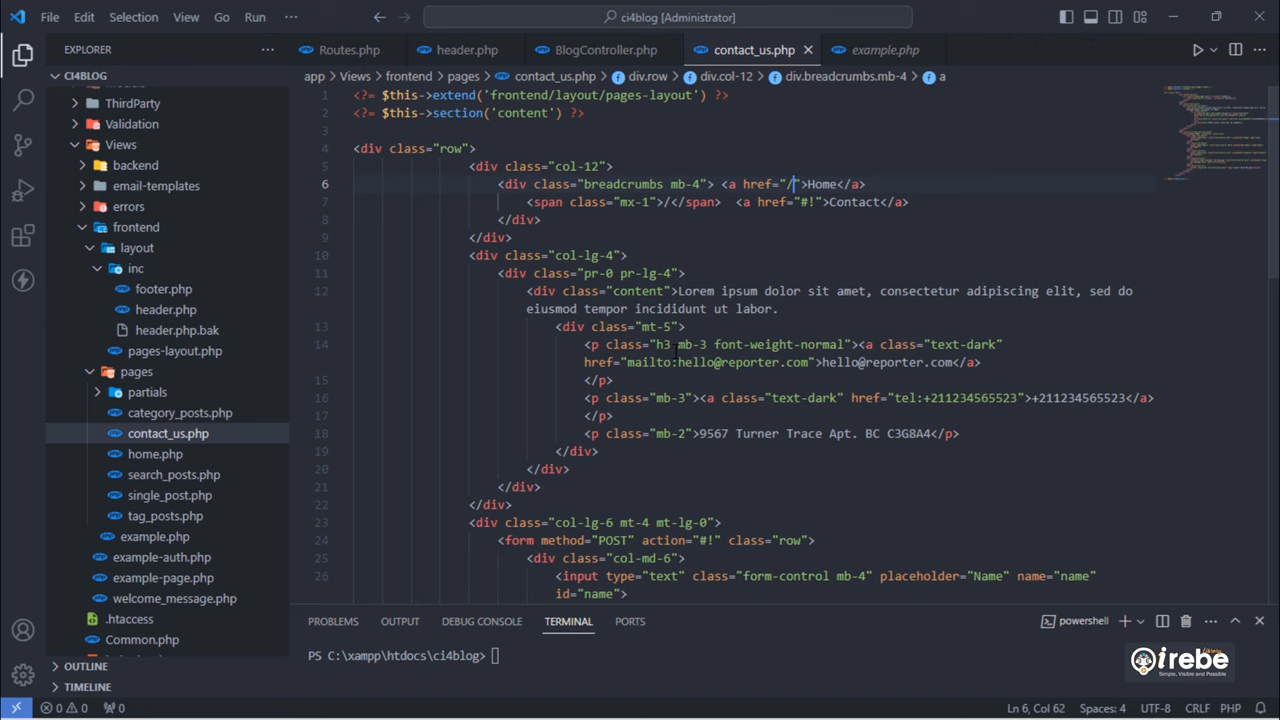 File Edit Selection View Go Run ··· ci4blog [Administrator]
EXPLORER ···
Routes.php header.php BlogController.php contact_us.php example.php
CI4BLOG
ThirdParty
Validation
Views
backend
email-templates
errors
frontend
layout
inc
footer.php
header.php
header.php.bak
pages-layout.php
pages
partials
category_posts.php
contact_us.php
home.php
search_posts.php
single_post.php
tag_posts.php
example.php
example-auth.php
example-page.php
welcome_message.php
.htaccess
Common.php
OUTLINE
TIMELINE
app > Views > frontend > pages > contact_us.php > div.row > div.col-12 > div.breadcrumbs.mb-4 > a
1 <?= $this->extend('frontend/layout/pages-layout') ?>
2 <?= $this->section('content') ?>
3
4 <div class="row">
5 <div class="col-12">
6 <div class="breadcrumbs mb-4"> <a href="/">Home</a>
7 <span class="mx-1">/</span> <a href="#!">Contact</a>
8 </div>
9 </div>
10 <div class="col-lg-4">
11 <div class="pr-0 pr-lg-4">
12 <div class="content">Lorem ipsum dolor sit amet, consectetur adipiscing elit, sed do
eiusmod tempor incididunt ut labor.
13 <div class="mt-5">
14 <p class="h3 mb-3 font-weight-normal"><a class="text-dark"
href="mailto:hello@reporter.com">hello@reporter.com</a>
15 </p>
16 <p class="mb-3"><a class="text-dark" href="tel:+211234565523">+211234565523</a>
17 </p>
18 <p class="mb-2">9567 Turner Trace Apt. BC C3G8A4</p>
19 </div>
20 </div>
21 </div>
22 </div>
23 <div class="col-lg-6 mt-4 mt-lg-0">
24 <form method="POST" action="#!" class="row">
25 <div class="col-md-6">
26 <input type="text" class="form-control mb-4" placeholder="Name" name="name"
id="name">
PROBLEMS OUTPUT DEBUG CONSOLE TERMINAL PORTS powershell
PS C:\xampp\htdocs\ci4blog>
irebe
Simple, Visible and Possible
0 0 0 Ln 6, Col 62 Spaces: 4 UTF-8 CRLF PHP